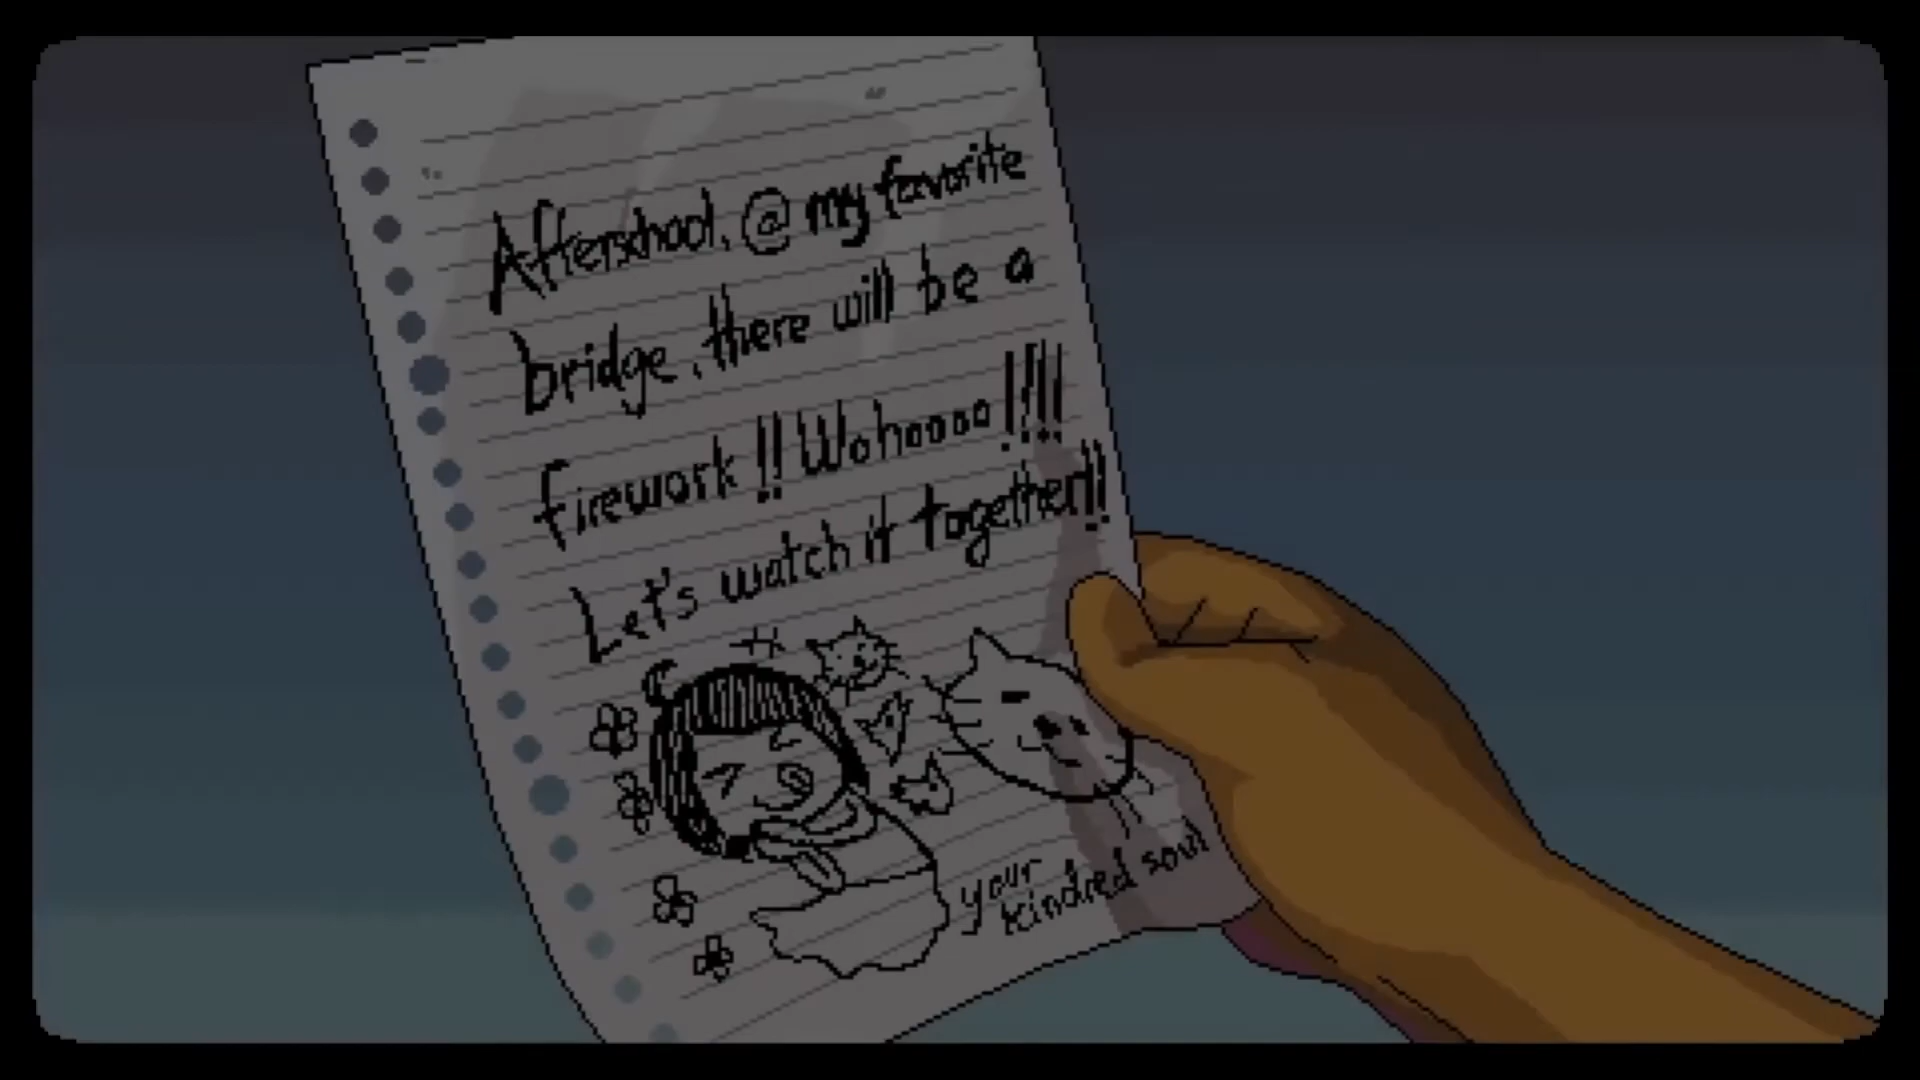 Afterschool, @ my favorite
bridge, there will be a
firework!! Wohoooo!!!!
Let's watch it together!!
your
kindred soul